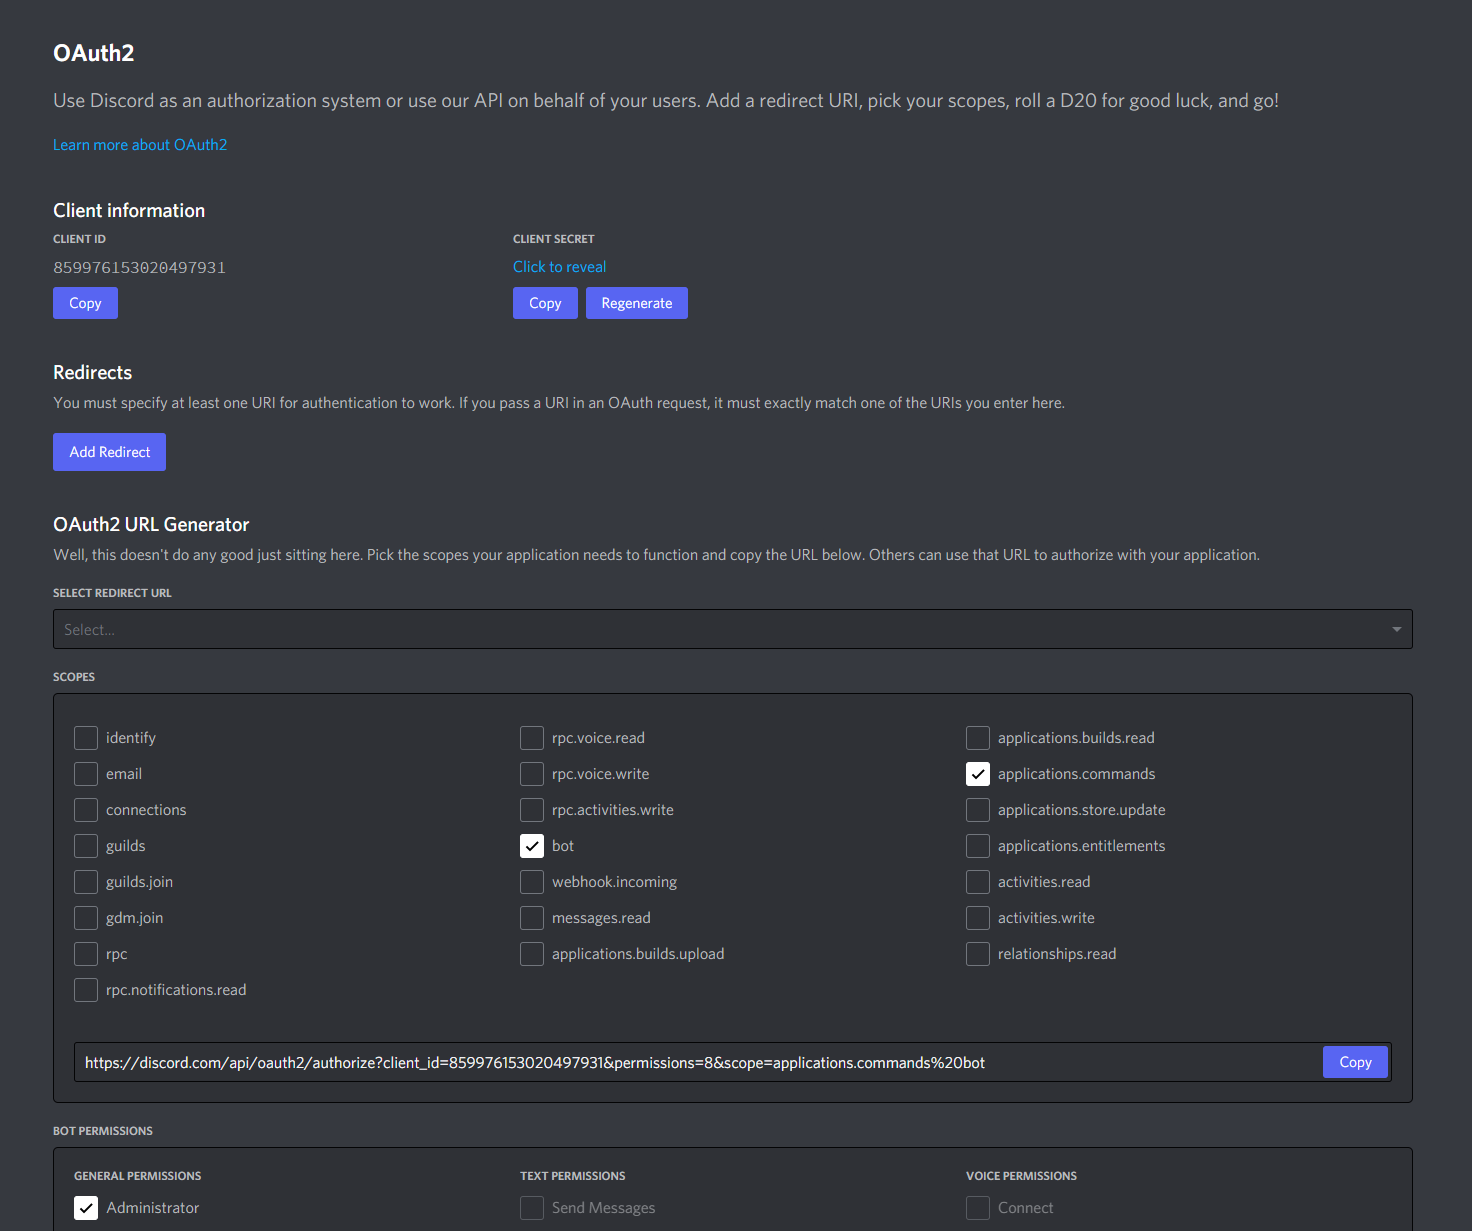 OAuth2
Use Discord as an authorization system or use our API on behalf of your users. Add a redirect URI, pick your scopes, roll a D20 for good luck, and go!
Learn more about OAuth2
Client information
CLIENT ID
CLIENT SECRET
859976153020497931
Click to reveal
Copy
Copy
Regenerate
Redirects
You must specify at least one URI for authentication to work. If you pass a URI in an OAuth request, it must exactly match one of the URIs you enter here.
Add Redirect
OAuth2 URL Generator
Well, this doesn't do any good just sitting here. Pick the scopes your application needs to function and copy the URL below. Others can use that URL to authorize with your application.
SELECT REDIRECT URL
Select...
SCOPES
identify
email
connections
guilds
guilds.join
gdm.join
rpc
rpc.notifications.read
rpc.voice.read
rpc.voice.write
rpc.activities.write
bot
webhook.incoming
messages.read
applications.builds.upload
applications.builds.read
applications.commands
applications.store.update
applications.entitlements
activities.read
activities.write
relationships.read
https://discord.com/api/oauth2/authorize?client_id=859976153020497931&permissions=8&scope=applications.commands%20bot
Copy
BOT PERMISSIONS
GENERAL PERMISSIONS
Administrator
TEXT PERMISSIONS
Send Messages
VOICE PERMISSIONS
Connect